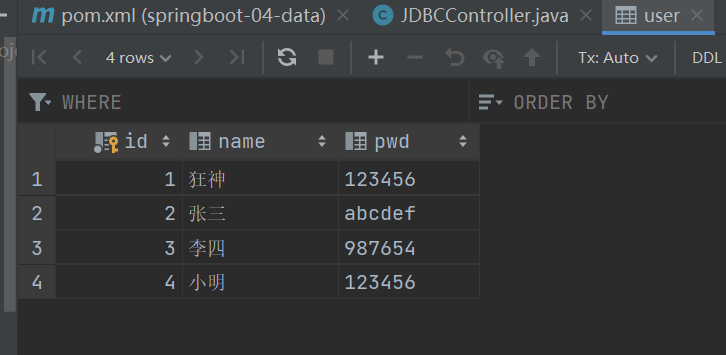 pom.xml (springboot-04-data) JDBCController.java user
4 rows Tx: Auto DDL
WHERE ORDER BY
id name pwd
1 1 狂神 123456
2 2 张三 abcdef
3 3 李四 987654
4 4 小明 123456